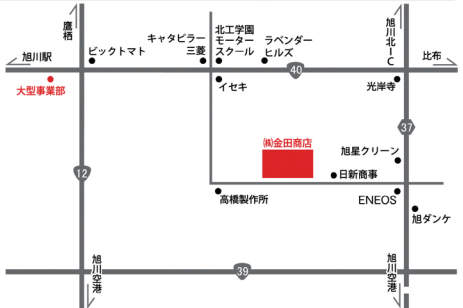 鷹栖
旭川駅
ビックトマト
大型事業部
キャタピラー
三菱
北工学園
モーター
スクール
ラベンダー
ヒルズ
イセキ
40
旭川北IC
比布
光岸寺
37
㈱金田商店
旭星クリーン
日新商事
12
高橋製作所
ENEOS
旭ダンケ
旭川空港
39
旭川空港